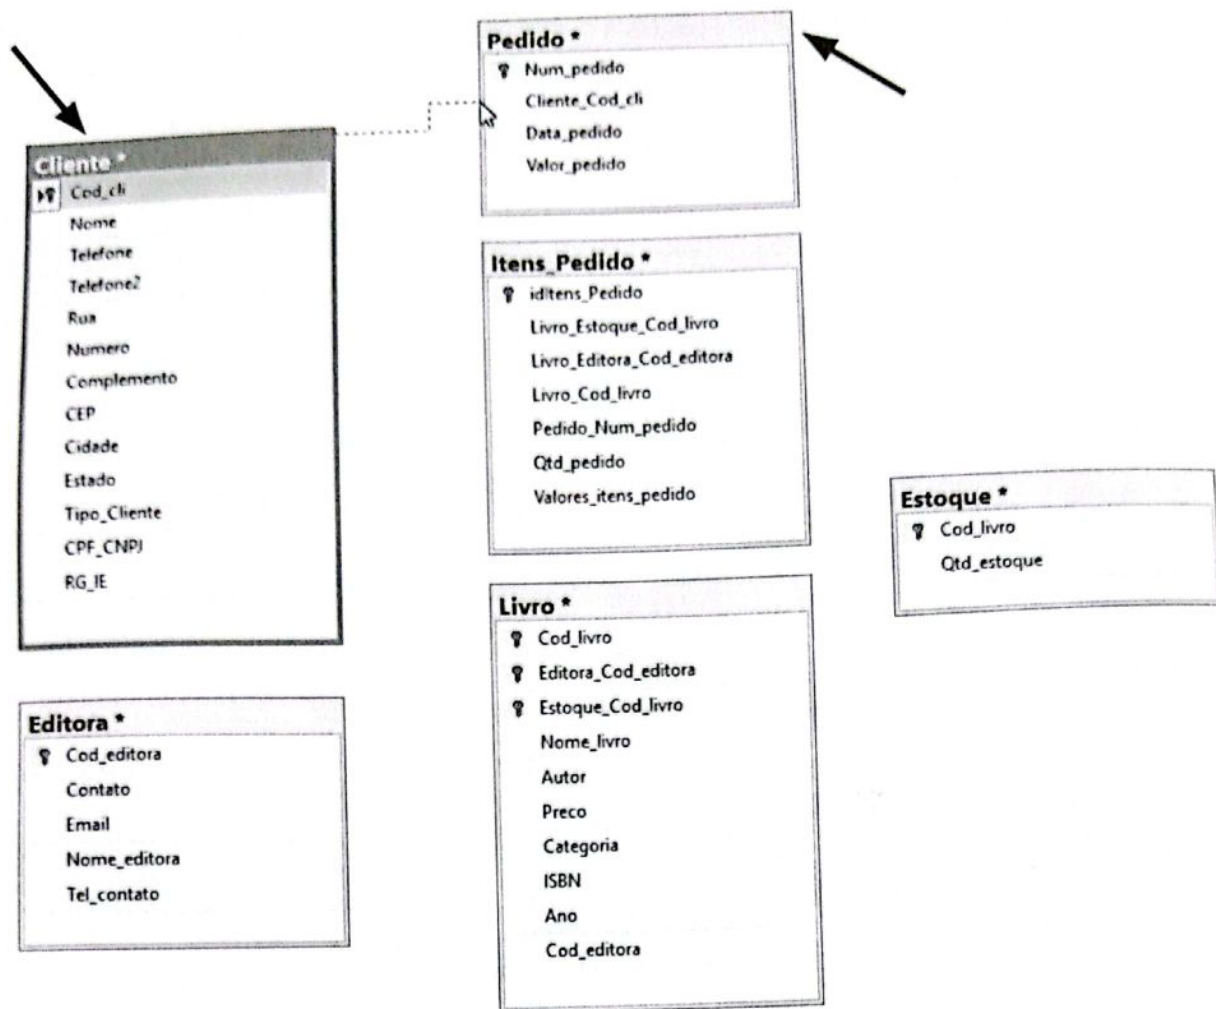 Cliente *
Cod_cli
Nome
Telefone
Telefone2
Rua
Numero
Complemento
CEP
Cidade
Estado
Tipo_Cliente
CPF_CNPJ
RG_IE
Editora *
Cod_editora
Contato
Email
Nome_editora
Tel_contato
Pedido *
Num_pedido
Cliente_Cod_cli
Data_pedido
Valor_pedido
Itens_Pedido *
idItens_Pedido
Livro_Estoque_Cod_livro
Livro_Editora_Cod_editora
Livro_Cod_livro
Pedido_Num_pedido
Qtd_pedido
Valores_itens_pedido
Livro *
Cod_livro
Editora_Cod_editora
Estoque_Cod_livro
Nome_livro
Autor
Preco
Categoria
ISBN
Ano
Cod_editora
Estoque *
Cod_livro
Qtd_estoque